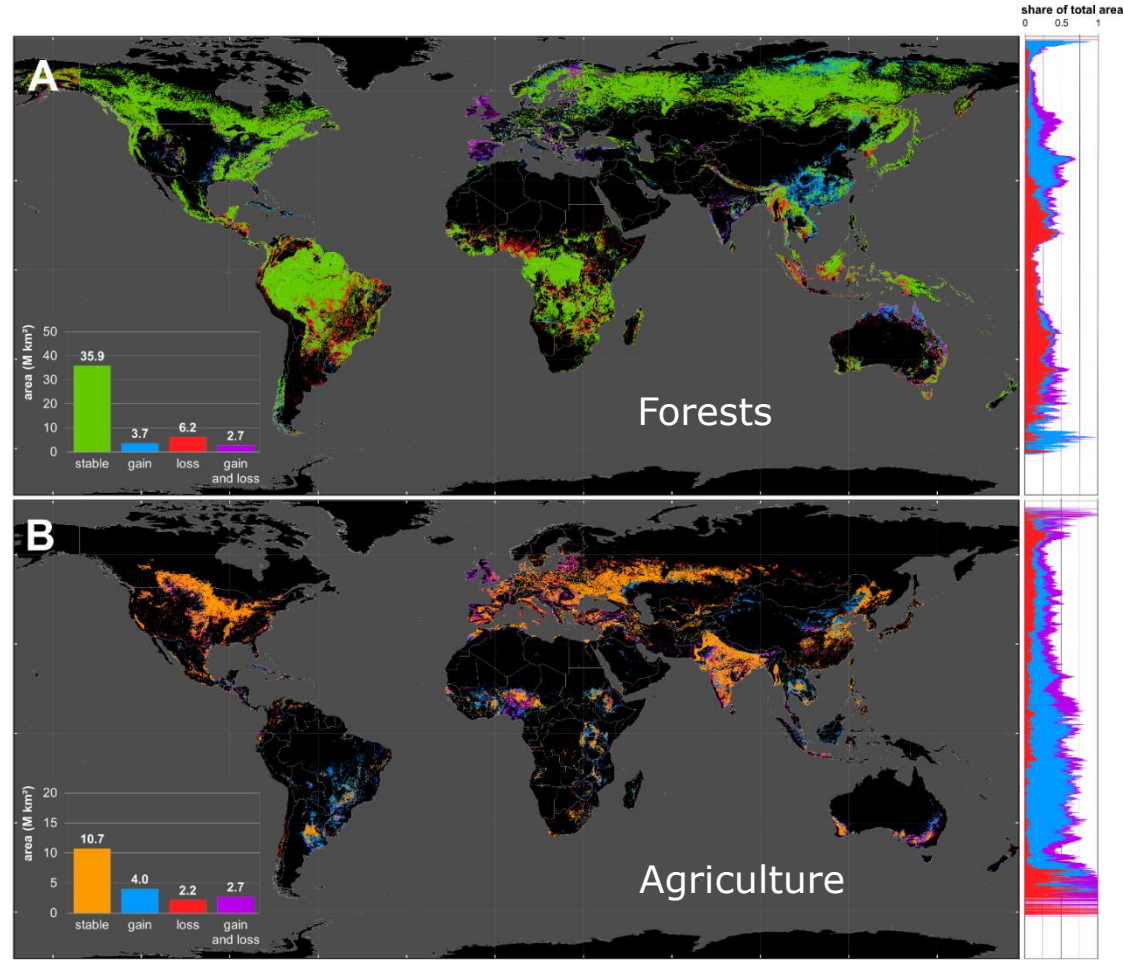 share of total area
0 0.5 1
A
50
40
30
20
10
0
area (M km²)
35.9
3.7
6.2
2.7
stable gain loss gain and loss
Forests
B
20
15
10
5
0
area (M km²)
10.7
4.0
2.2
2.7
stable gain loss gain and loss
Agriculture